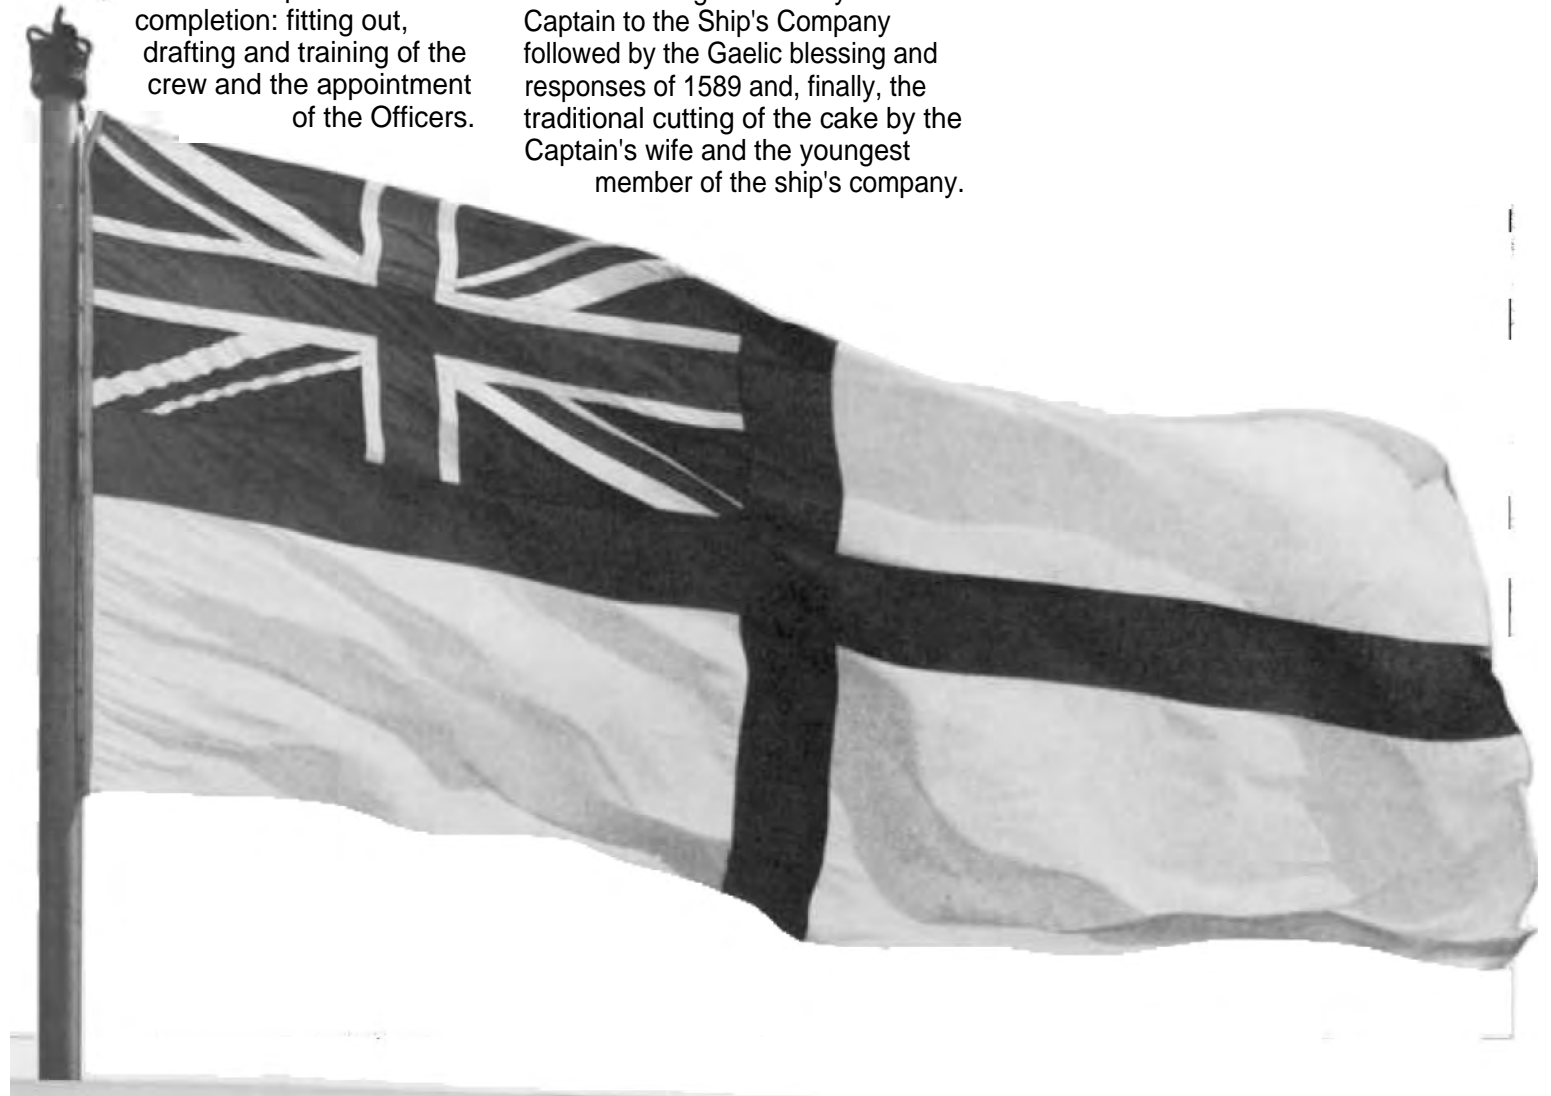 completion: fitting out,
drafting and training of the
crew and the appointment
of the Officers.
Captain to the Ship's Company
followed by the Gaelic blessing and
responses of 1589 and, finally, the
traditional cutting of the cake by the
Captain's wife and the youngest
member of the ship's company.